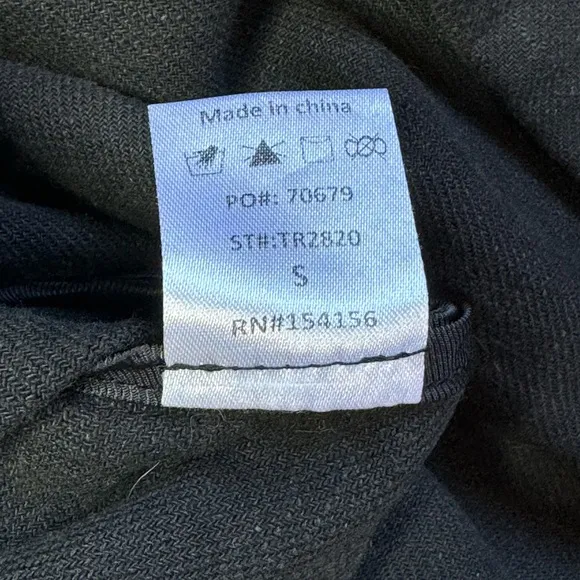 Made in china
PO#: 70679
ST#:TR2820
S
RN#154156